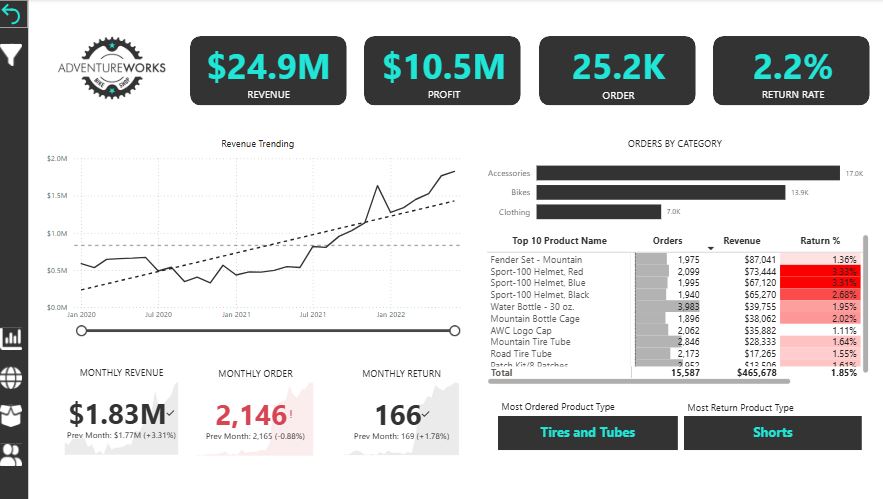 ADVENTUREWORKS
BIKE SHOP
$24.9M
REVENUE
$10.5M
PROFIT
25.2K
ORDER
2.2%
RETURN RATE
Revenue Trending
$2.0M
$1.5M
$1.0M
$0.5M
$0.0M
Jan 2020
Jul 2020
Jan 2021
Jul 2021
Jan 2022
ORDERS BY CATEGORY
Accessories 17.0K
Bikes 13.9K
Clothing 7.0K
Top 10 Product Name Orders Revenue Raturn %
Fender Set - Mountain 1,975 $87,041 1.36%
Sport-100 Helmet, Red 2,099 $73,444 3.33%
Sport-100 Helmet, Blue 1,995 $67,120 3.31%
Sport-100 Helmet, Black 1,940 $65,270 2.68%
Water Bottle - 30 oz. 3,983 $39,755 1.95%
Mountain Bottle Cage 1,896 $38,062 2.02%
AWC Logo Cap 2,062 $35,882 1.11%
Mountain Tire Tube 2,846 $28,333 1.64%
Road Tire Tube 2,173 $17,265 1.55%
Patch Kit/8 Patches 2,952 $13,506 1.61%
Total 15,587 $465,678 1.85%
MONTHLY REVENUE
$1.83M
Prev Month: $1.77M (+3.31%)
MONTHLY ORDER
2,146!
Prev Month: 2,165 (-0.88%)
MONTHLY RETURN
166
Prev Month: 169 (+1.78%)
Most Ordered Product Type
Tires and Tubes
Most Return Product Type
Shorts